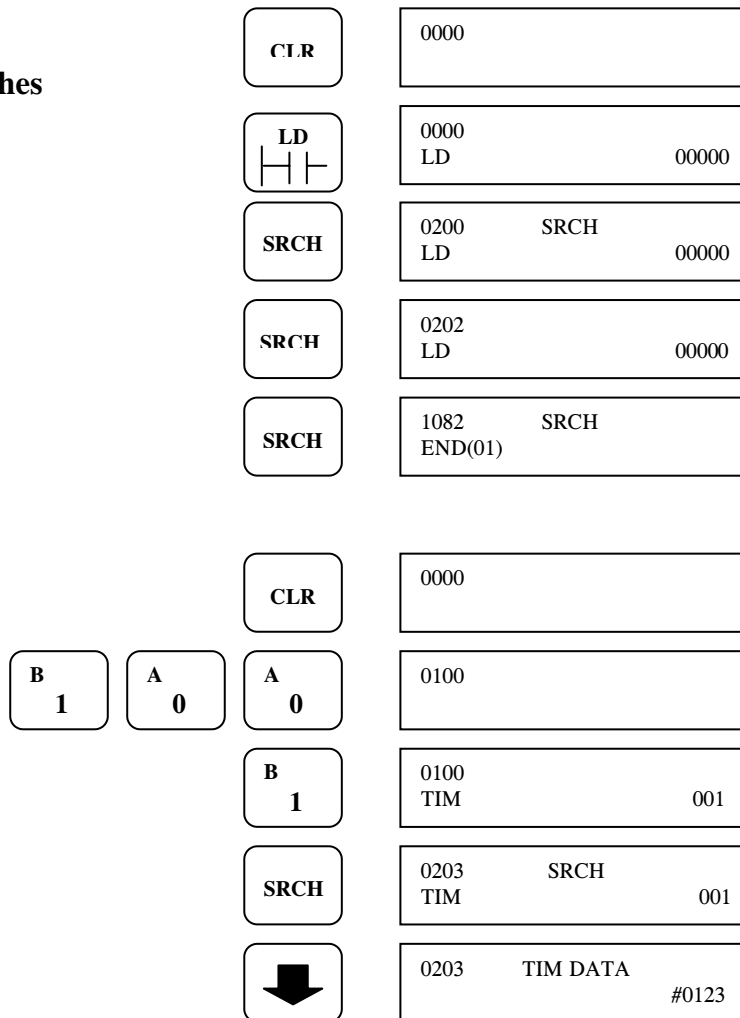 CLR
0000
hes
LD
0000
LD 00000
SRCH
0200 SRCH
LD 00000
SRCH
0202
LD 00000
SRCH
1082 SRCH
END(01)
CLR
0000
B
1
A
0
A
0
0100
B
1
0100
TIM 001
SRCH
0203 SRCH
TIM 001
0203 TIM DATA
#0123